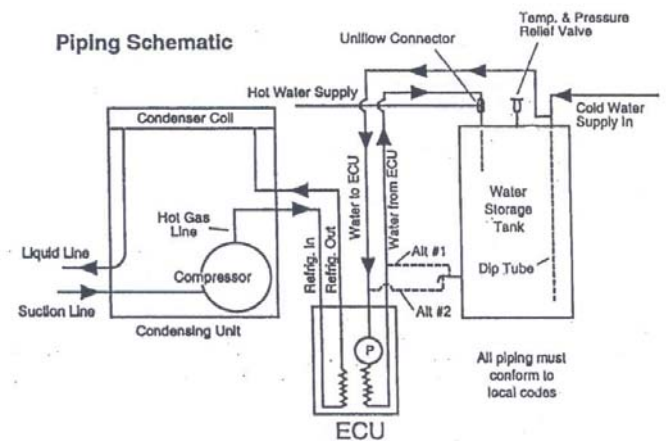 Piping Schematic
Temp. & Pressure
Relief Valve
Uniflow Connector
Hot Water Supply
Cold Water
Supply In
Condenser Coil
Water to ECU
Water from ECU
Water
Storage
Tank
Hot Gas
Line
Refrig. In
Refrig. Out
Alt #1
Liquid Line
Compressor
Dip Tube
Suction Line
Alt #2
Condensing Unit
P
All piping must
conform to
local codes
ECU